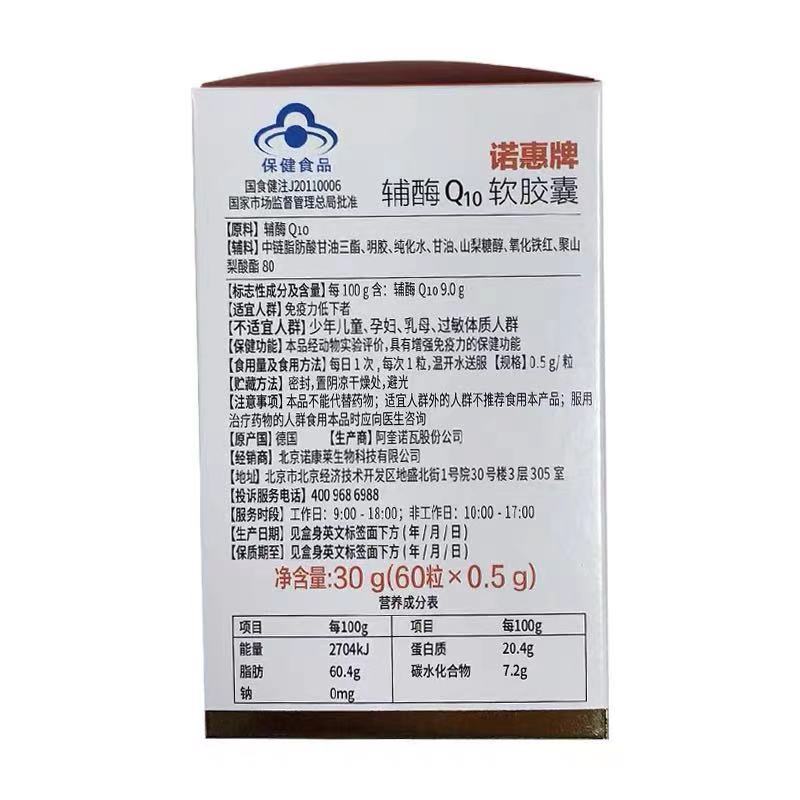 保健食品
国食健注J20110006
国家市场监督管理总局批准
诺惠牌
辅酶Q10软胶囊
【原料】辅酶Q10
【辅料】中链脂肪酸甘油三酯、明胶、纯化水、甘油、山梨糖醇、氧化铁红、聚山
梨酸酯80
【标志性成分及含量】每100g含：辅酶Q10 9.0g
【适宜人群】免疫力低下者
【不适宜人群】少年儿童、孕妇、乳母、过敏体质人群
【保健功能】本品经动物实验评价,具有增强免疫力的保健功能
【食用量及食用方法】每日1次,每次1粒,温开水送服【规格】0.5g/粒
【贮藏方法】密封,置阴凉干燥处,避光
【注意事项】本品不能代替药物；适宜人群外的人群不推荐食用本产品；服用
治疗药物的人群食用本品时应向医生咨询
【原产国】德国 【生产商】阿奎诺瓦股份公司
【经销商】北京诺康莱生物科技有限公司
【地址】北京市北京经济技术开发区地盛北街1号院30号楼3层305室
【投诉服务电话】400 968 6988
【服务时段】工作日：9:00 - 18:00；非工作日：10:00 - 17:00
【生产日期】见盒身英文标签面下方(年/月/日)
【保质期至】见盒身英文标签面下方(年/月/日)
净含量:30 g(60粒×0.5 g)
营养成分表
项目 每100g 项目 每100g
能量 2704kJ 蛋白质 20.4g
脂肪 60.4g 碳水化合物 7.2g
钠 0mg